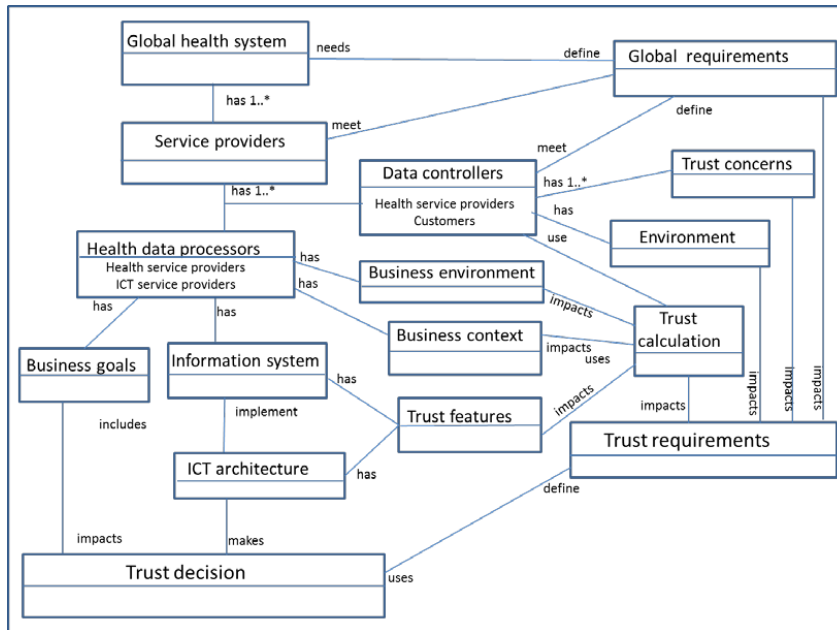 Global health system
needs
define
Global requirements
has 1..*
meet
define
Service providers
meet
Data controllers
Trust concerns
has 1..*
has 1..*
Health service providers
Customers
has
Health data processors
use
Environment
Health service providers
ICT service providers
has
Business environment
has
has
has
impacts
Trust
calculation
Business context
impacts
uses
Business goals
Information system
has
impacts
impacts
impacts
impacts
impacts
includes
implement
Trust features
Trust requirements
ICT architecture
has
define
impacts
makes
Trust decision
uses